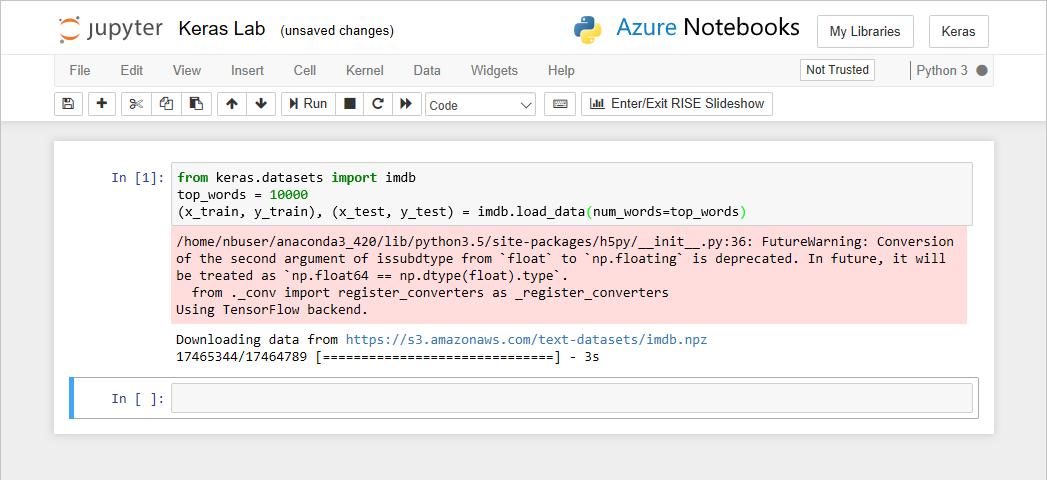 jupyter Keras Lab (unsaved changes) Azure Notebooks My Libraries Keras
File Edit View Insert Cell Kernel Data Widgets Help Not Trusted Python 3
Run Code Enter/Exit RISE Slideshow
In [1]: from keras.datasets import imdb
top_words = 10000
(x_train, y_train), (x_test, y_test) = imdb.load_data(num_words=top_words)
/home/nbuser/anaconda3_420/lib/python3.5/site-packages/h5py/__init__.py:36: FutureWarning: Conversion
of the second argument of issubdtype from `float` to `np.floating` is deprecated. In future, it will
be treated as `np.float64 == np.dtype(float).type`.
from ._conv import register_converters as _register_converters
Using TensorFlow backend.
Downloading data from https://s3.amazonaws.com/text-datasets/imdb.npz
17465344/17464789 [==============================] - 3s
In [ ]: